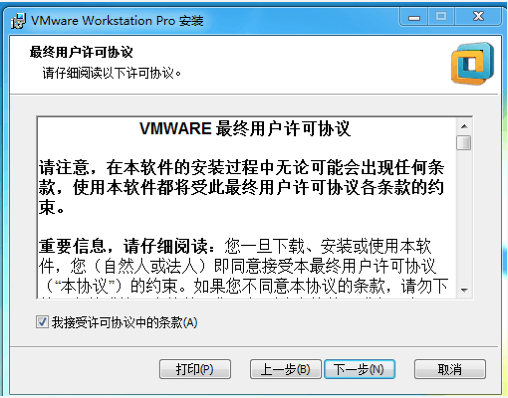 VMware Workstation Pro 安装
最终用户许可协议
请仔细阅读以下许可协议。
VMWARE 最终用户许可协议
请注意，在本软件的安装过程中无论可能会出现任何条
款，使用本软件都将受此最终用户许可协议各条款的约
束。
重要信息，请仔细阅读：您一旦下载、安装或使用本软
件，您（自然人或法人）即同意接受本最终用户许可协议
（“本协议”）的约束。如果您不同意本协议的条款，请勿下
我接受许可协议中的条款(A)
打印(P)
上一步(B)
下一步(N)
取消